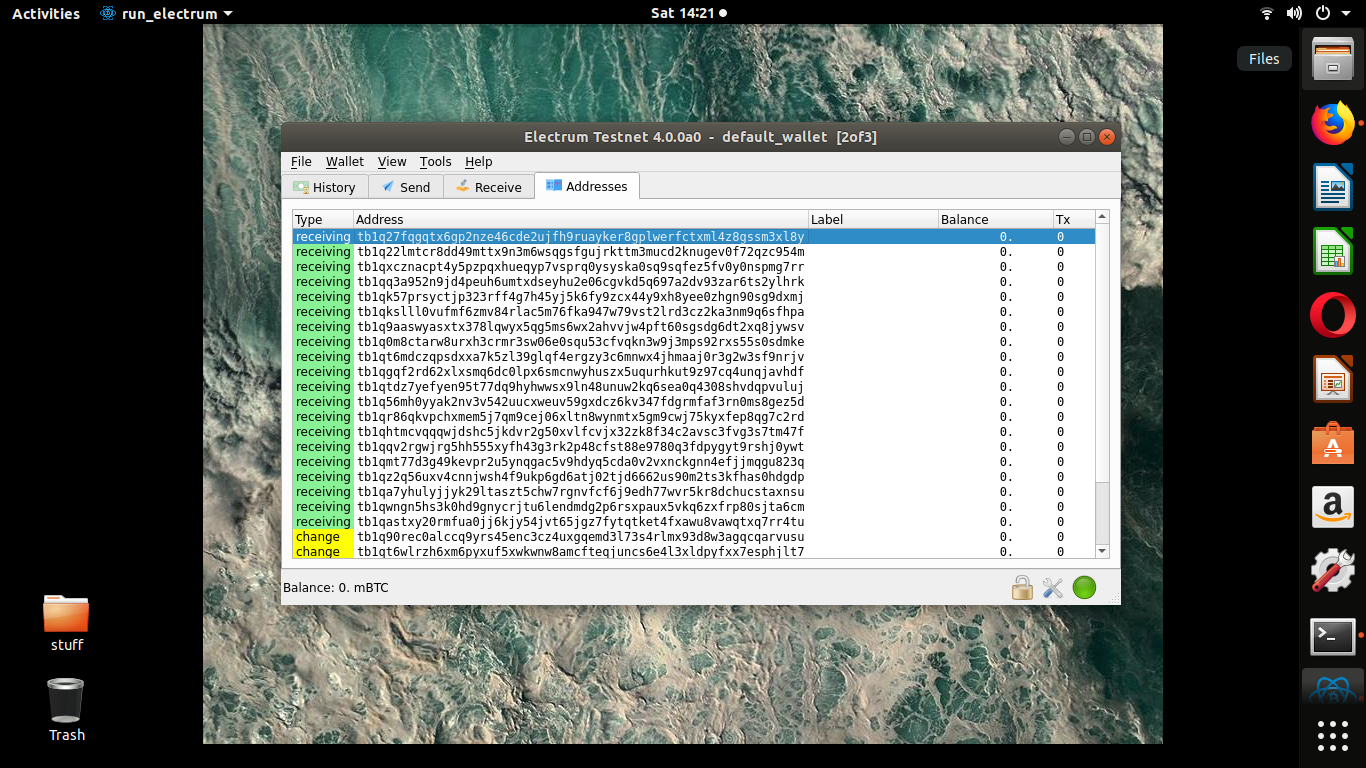 Activities run_electrum Sat 14:21
Files
Electrum Testnet 4.0.0a0 - default_wallet [2of3]
File Wallet View Tools Help
History Send Receive Addresses
Type Address Label Balance Tx
receiving tb1q27fqgqtx6gp2nze46cde2ujfh9ruayker8gplwerfctxml4z8gssm3xl8y 0. 0
receiving tb1q22lmtcr8dd49mttx9n3m6wsqgsfgujrkttm3mucd2knugev0f72qzc954m 0. 0
receiving tb1qxcznacpt4y5pzpqxhueqyp7vsprq0ysyska0sq9sqfez5fv0y0nspmg7rr 0. 0
receiving tb1qq3a952n9jd4peuh6umtxdseyhu2e06cgvkd5q697a2dv93zar6ts2ylhrk 0. 0
receiving tb1qk57prsyctjp323rff4g7h45yj5k6fy9zcx44y9xh8yee0zhgn90sg9dxmj 0. 0
receiving tb1qkslll0vufmf6zmv84rlac5m76fka947w79vst2lrd3cz2ka3nm9q6sfhpa 0. 0
receiving tb1q9aaswyasxtx378lqwyx5qg5ms6wx2ahvvjw4pft60sgsdg6dt2xq8jywsv 0. 0
receiving tb1q0m8ctarw8urxh3crmr3sw06e0squ53cfvqkn3w9j3mps92rxs55s0sdmke 0. 0
receiving tb1qt6mdczqpsdxxa7k5zl39glqf4ergzy3c6mnwx4jhmaaj0r3g2w3sf9nrjv 0. 0
receiving tb1qgqf2rd62xlxsmq6dc0lpx6smcnwyhuszx5uqurhkut9z97cq4unqjavhdf 0. 0
receiving tb1qtdz7yefyen95t77dq9hyhwwsx9ln48unuw2kq6sea0q4308shvdqpvuluj 0. 0
receiving tb1q56mh0yyak2nv3v542uucxweuv59gxdcz6kv347fdgrmfaf3rn0ms8gez5d 0. 0
receiving tb1qr86qkvpchxmem5j7qm9cej06xltn8wynmtx5gm9cwj75kyxfep8qg7c2rd 0. 0
receiving tb1qhtmcvqqqwjdshc5jkdvr2g50xvlfcvjx32zk8f34c2avsc3fvg3s7tm47f 0. 0
receiving tb1qqv2rgwjrg5hh555xyfh43g3rk2p48cfst88e9780q3fdpygyt9rshj0ywt 0. 0
receiving tb1qmt77d3g49kevpr2u5ynqgac5v9hdyq5cda0v2vxnckgnn4efjjmqgu823q 0. 0
receiving tb1qz2q56uxv4cnnjwsh4f9ukp6gd6atj02tjd6662us90m2ts3kfhas0hdgdp 0. 0
receiving tb1qa7yhulyjjyk29ltaszt5chw7rgnvfcf6j9edh77wvr5kr8dchucstaxnsu 0. 0
receiving tb1qwngn5hs3k0hd9gnycrjtu6lendmdg2p6rsxpaux5vkq6zxfrp80sjta6cm 0. 0
receiving tb1qastxy20rmfua0jj6kjy54jvt65jgz7fytqtket4fxawu8vawqtxq7rr4tu 0. 0
change tb1q90rec0alccq9yrs45enc3cz4uxgqemd3l73s4rlmx93d8w3agqcqarvusu 0. 0
change tb1qt6wlrzh6xm6pyxuf5xwkwnw8amcfteqjuncs6e4l3xldpyfxx7esphjlt7 0. 0
Balance: 0. mBTC
stuff
Trash